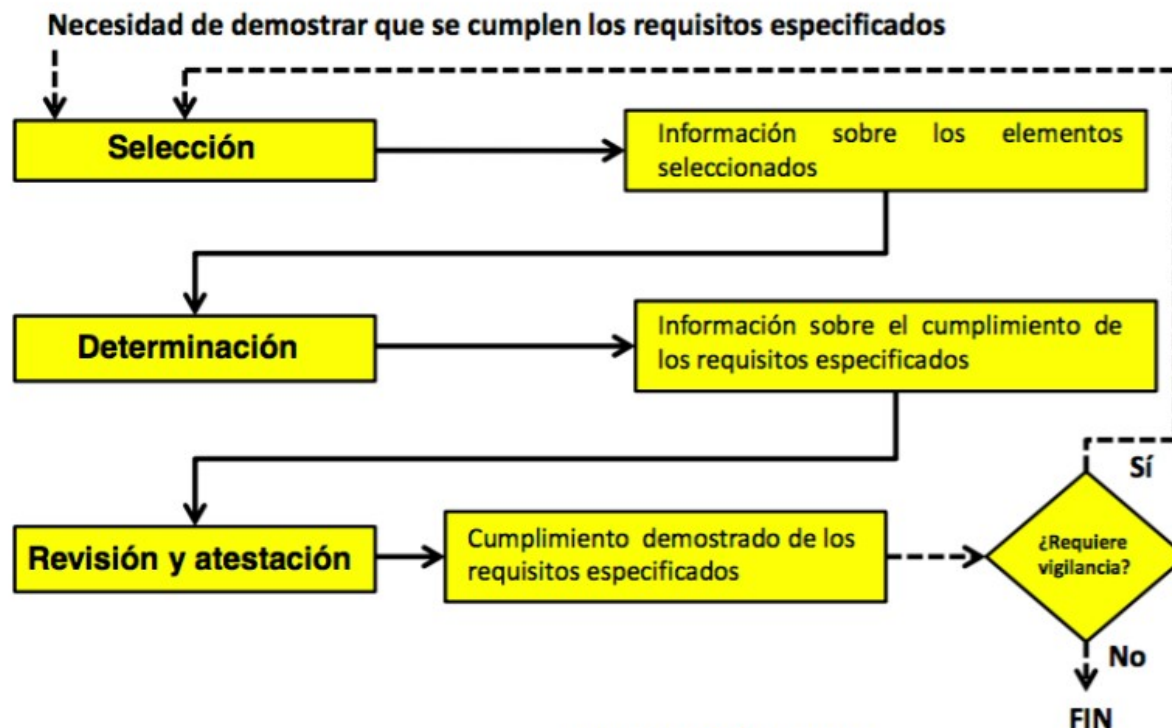 Necesidad de demostrar que se cumplen los requisitos especificados
Selección
Información sobre los elementos
seleccionados
Determinación
Información sobre el cumplimiento de
los requisitos especificados
Sí
Revisión y atestación
Cumplimiento demostrado de los
requisitos especificados
¿Requiere
vigilancia?
No
FIN